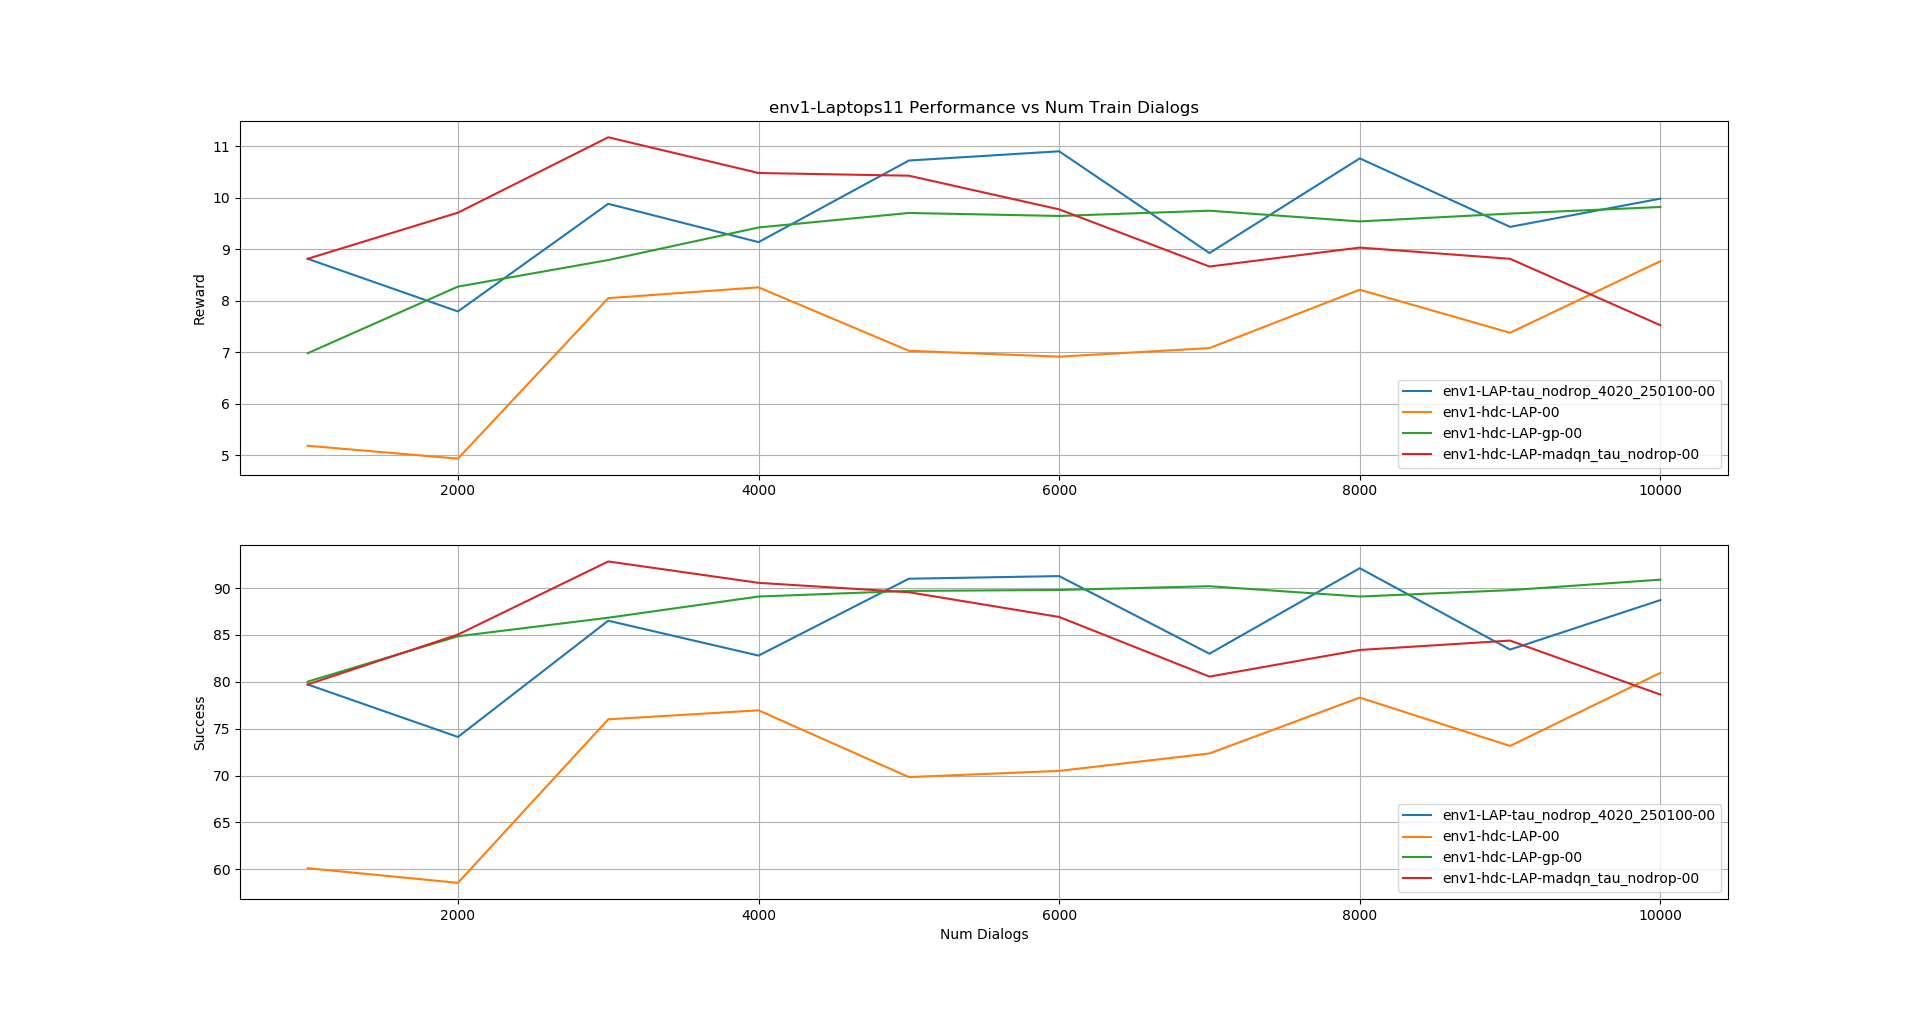 env1-Laptops11 Performance vs Num Train Dialogs
11
10
9
8
7
6
5
Reward
2000 4000 6000 8000 10000
env1-LAP-tau_nodrop_4020_250100-00
env1-hdc-LAP-00
env1-hdc-LAP-gp-00
env1-hdc-LAP-madqn_tau_nodrop-00
90
85
80
75
70
65
60
Success
env1-LAP-tau_nodrop_4020_250100-00
env1-hdc-LAP-00
env1-hdc-LAP-gp-00
env1-hdc-LAP-madqn_tau_nodrop-00
2000 4000 6000 8000 10000
Num Dialogs